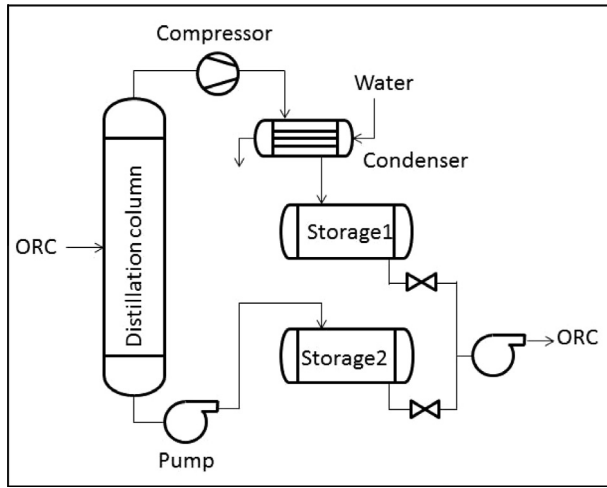 Compressor
Water
Condenser
Storage1
ORC
Distillation column
Storage2
ORC
Pump